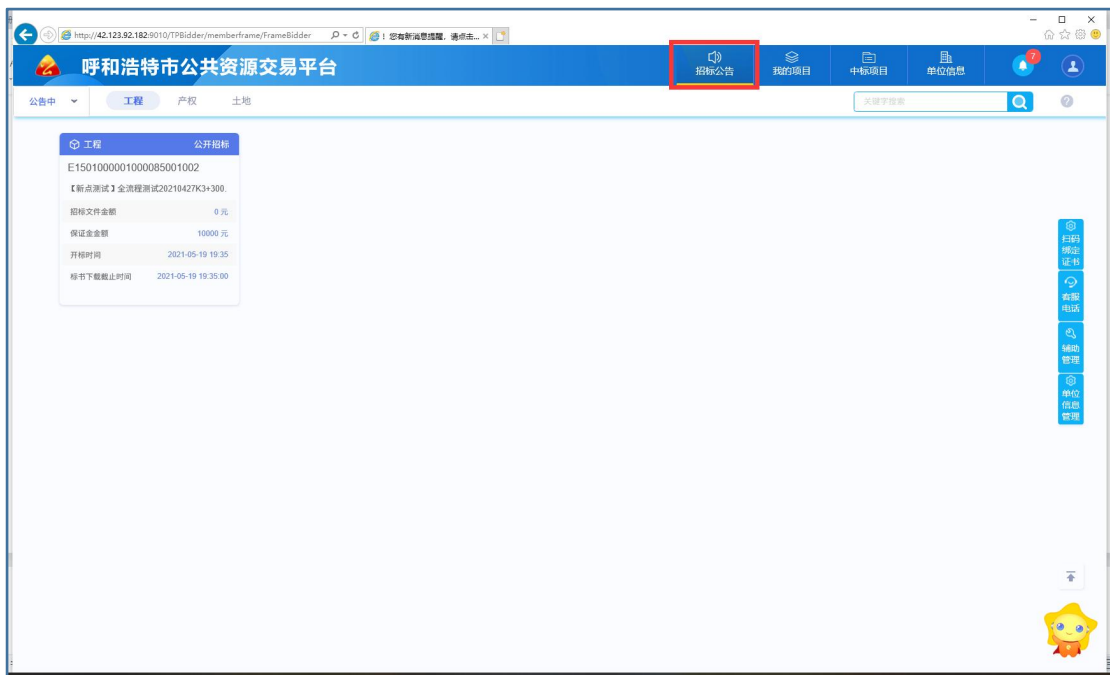 http://42.123.92.182:9010/TPBidder/memberframe/FrameBidder
！您有新消息提醒，请点击...
呼和浩特市公共资源交易平台
招标公告
我的项目
中标项目
单位信息
7
公告中
工程
产权
土地
关键字搜索
工程 公开招标
E1501000001000085001002
【新点测试】全流程测试20210427K3+300.
招标文件金额 0 元
保证金金额 10000 元
开标时间 2021-05-19 19:35
标书下载截止时间 2021-05-19 19:35:00
扫码
绑定
证书
客服
电话
辅助
管理
单位
信息
管理